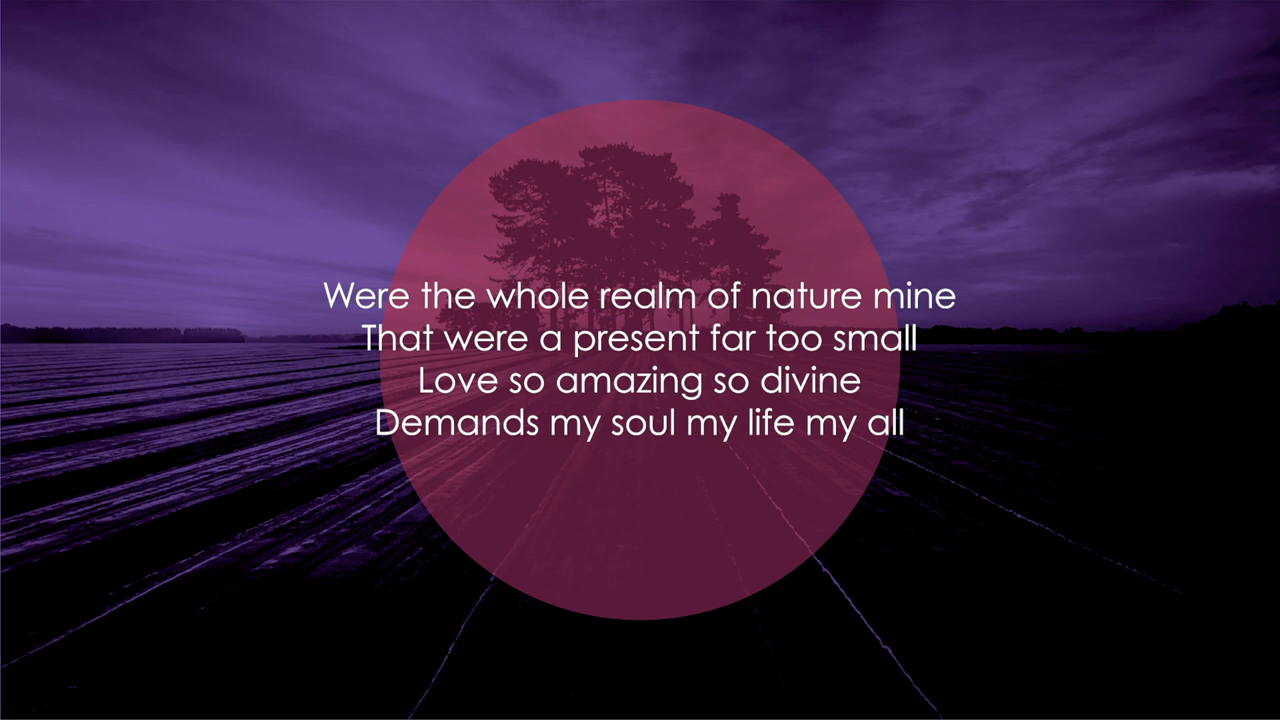 Were the whole realm of nature mine
That were a present far too small
Love so amazing so divine
Demands my soul my life my all